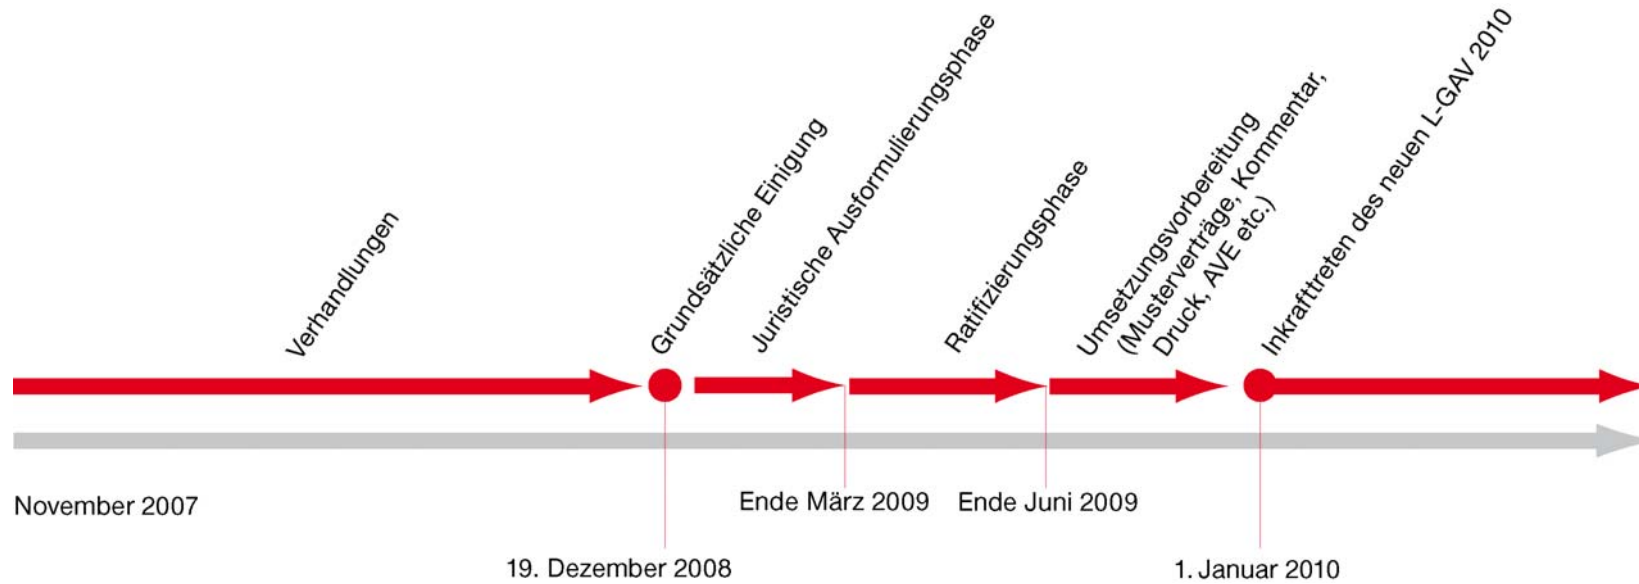 Verhandlungen
Grundsätzliche Einigung
Juristische Ausformulierungsphase
Ratifizierungsphase
Umsetzungsvorbereitung
(Musterverträge, Kommentar,
Druck, AVE etc.)
Inkrafttreten des neuen L-GAV 2010
November 2007
19. Dezember 2008
Ende März 2009
Ende Juni 2009
1. Januar 2010